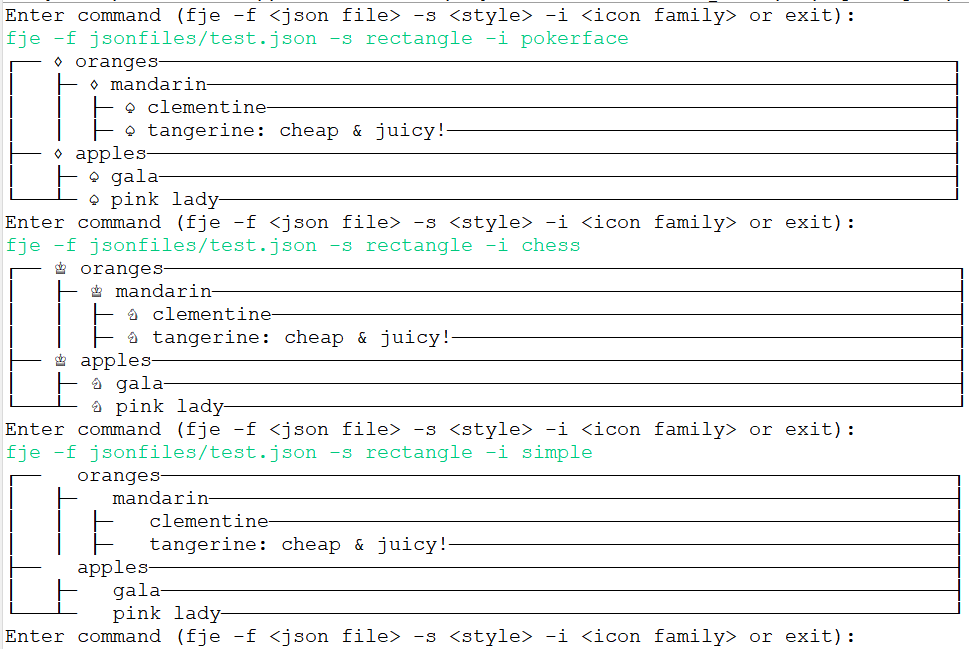 Enter command (fje -f <json file> -s <style> -i <icon family> or exit):
fje -f jsonfiles/test.json -s rectangle -i pokerface
♢ oranges
♢ mandarin
♤ clementine
♤ tangerine: cheap & juicy!
♢ apples
♤ gala
♤ pink lady
Enter command (fje -f <json file> -s <style> -i <icon family> or exit):
fje -f jsonfiles/test.json -s rectangle -i chess
♔ oranges
♔ mandarin
♘ clementine
♘ tangerine: cheap & juicy!
♔ apples
♘ gala
♘ pink lady
Enter command (fje -f <json file> -s <style> -i <icon family> or exit):
fje -f jsonfiles/test.json -s rectangle -i simple
oranges
mandarin
clementine
tangerine: cheap & juicy!
apples
gala
pink lady
Enter command (fje -f <json file> -s <style> -i <icon family> or exit):